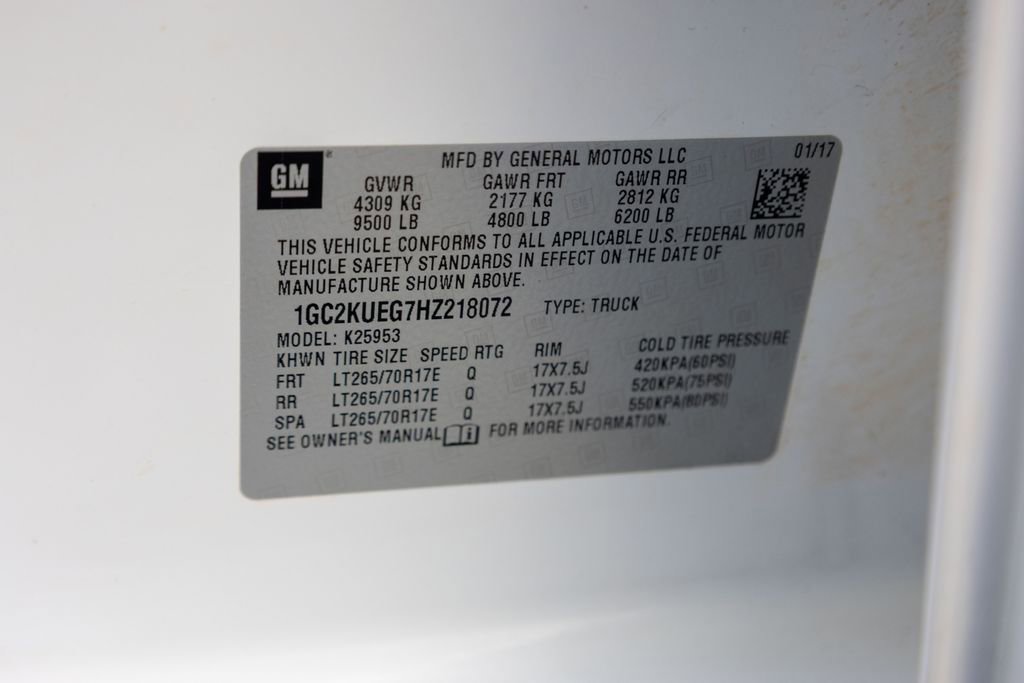 GM
MFD BY GENERAL MOTORS LLC 01/17
GVWR GAWR FRT GAWR RR
4309 KG 2177 KG 2812 KG
9500 LB 4800 LB 6200 LB
THIS VEHICLE CONFORMS TO ALL APPLICABLE U.S. FEDERAL MOTOR
VEHICLE SAFETY STANDARDS IN EFFECT ON THE DATE OF
MANUFACTURE SHOWN ABOVE.
1GC2KUEG7HZ218072 TYPE: TRUCK
MODEL: K25953
KHWN TIRE SIZE SPEED RTG RIM COLD TIRE PRESSURE
FRT LT265/70R17E Q 17X7.5J 420KPA(60PSI)
RR LT265/70R17E Q 17X7.5J 520KPA(75PSI)
SPA LT265/70R17E Q 17X7.5J 550KPA(80PSI)
SEE OWNER'S MANUAL i FOR MORE INFORMATION.